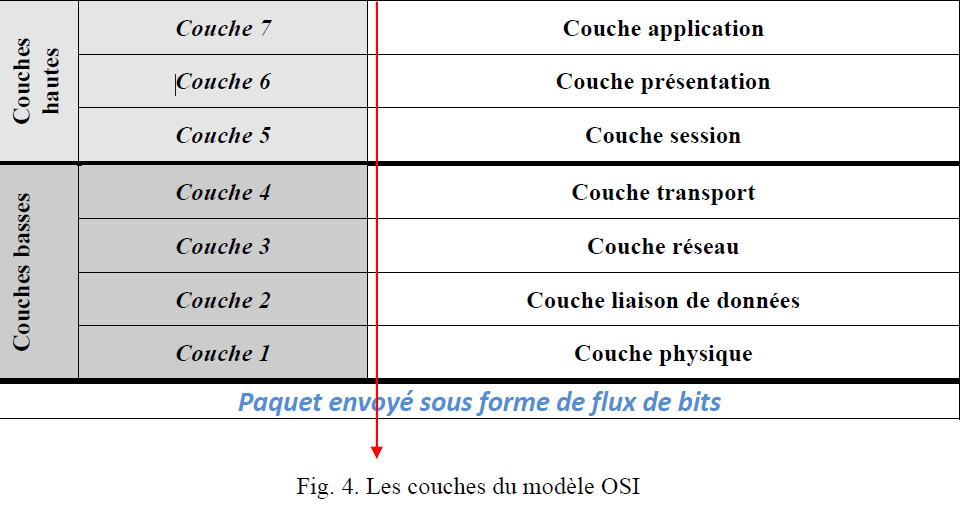 Couches hautes
Couche 7
Couche application
Couche 6
Couche présentation
Couche 5
Couche session
Couches basses
Couche 4
Couche transport
Couche 3
Couche réseau
Couche 2
Couche liaison de données
Couche 1
Couche physique
Paquet envoyé sous forme de flux de bits
Fig. 4. Les couches du modèle OSI